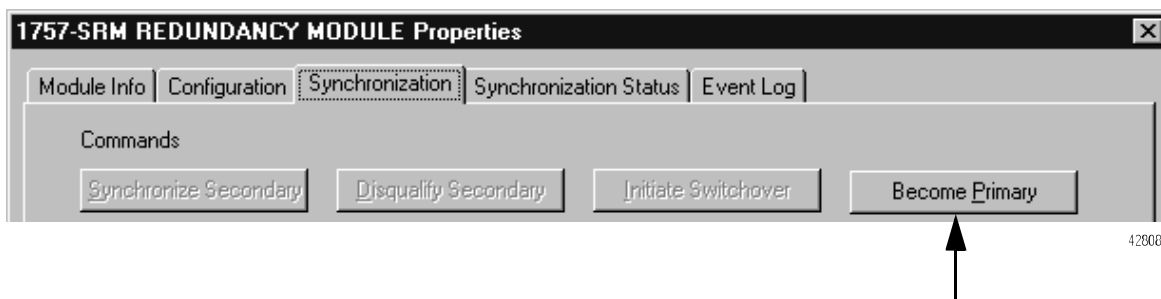 1757-SRM REDUNDANCY MODULE Properties
Module Info Configuration Synchronization Synchronization Status Event Log
Commands
Synchronize Secondary Disqualify Secondary Initiate Switchover Become Primary
42808